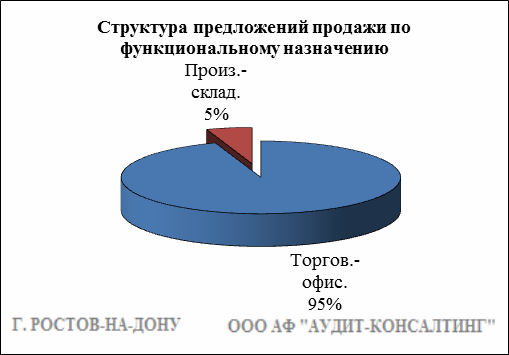 Структура предложений продажи по
функциональному назначению
Произ.-
склад.
5%
Торгов.-
офис.
95%
Г. РОСТОВ-НА-ДОНУ ООО АФ "АУДИТ-КОНСАЛТИНГ"